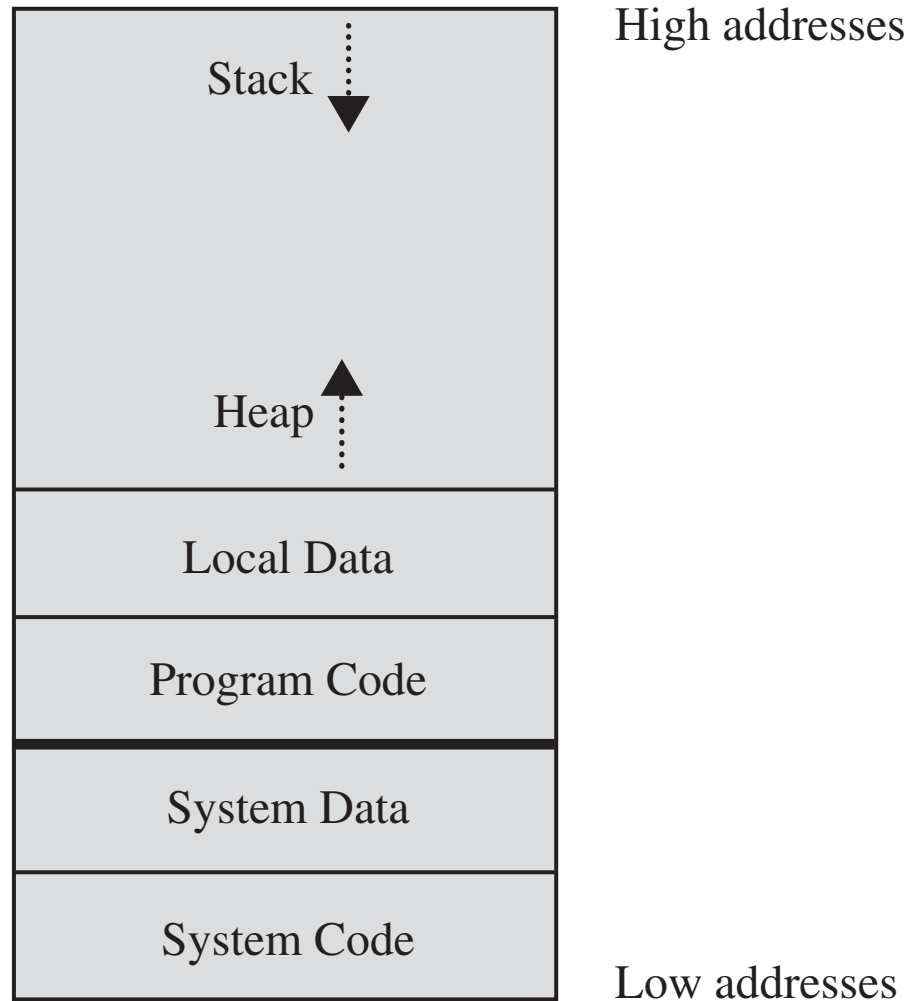 High addresses
Stack
Heap
Local Data
Program Code
System Data
System Code
Low addresses